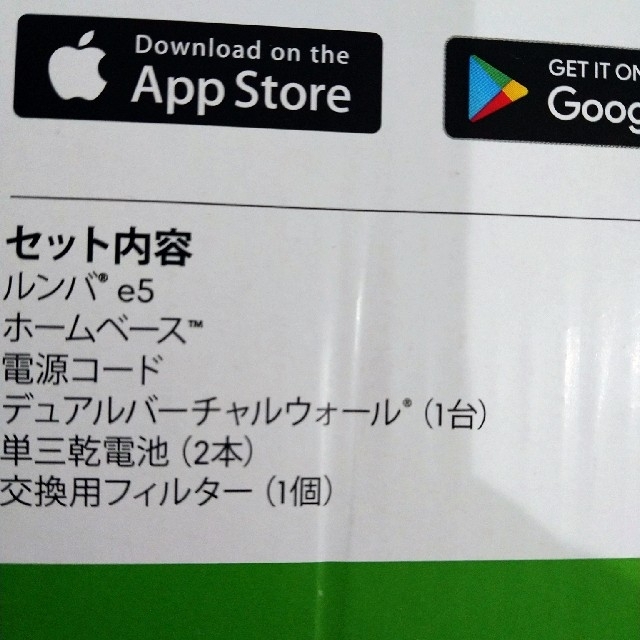 Download on the
App Store
GET IT ON
セット内容
ルンバ® e5
ホームベース™
電源コード
デュアルバーチャルウォール®（1台）
単三乾電池（2本）
交換用フィルター（1個）